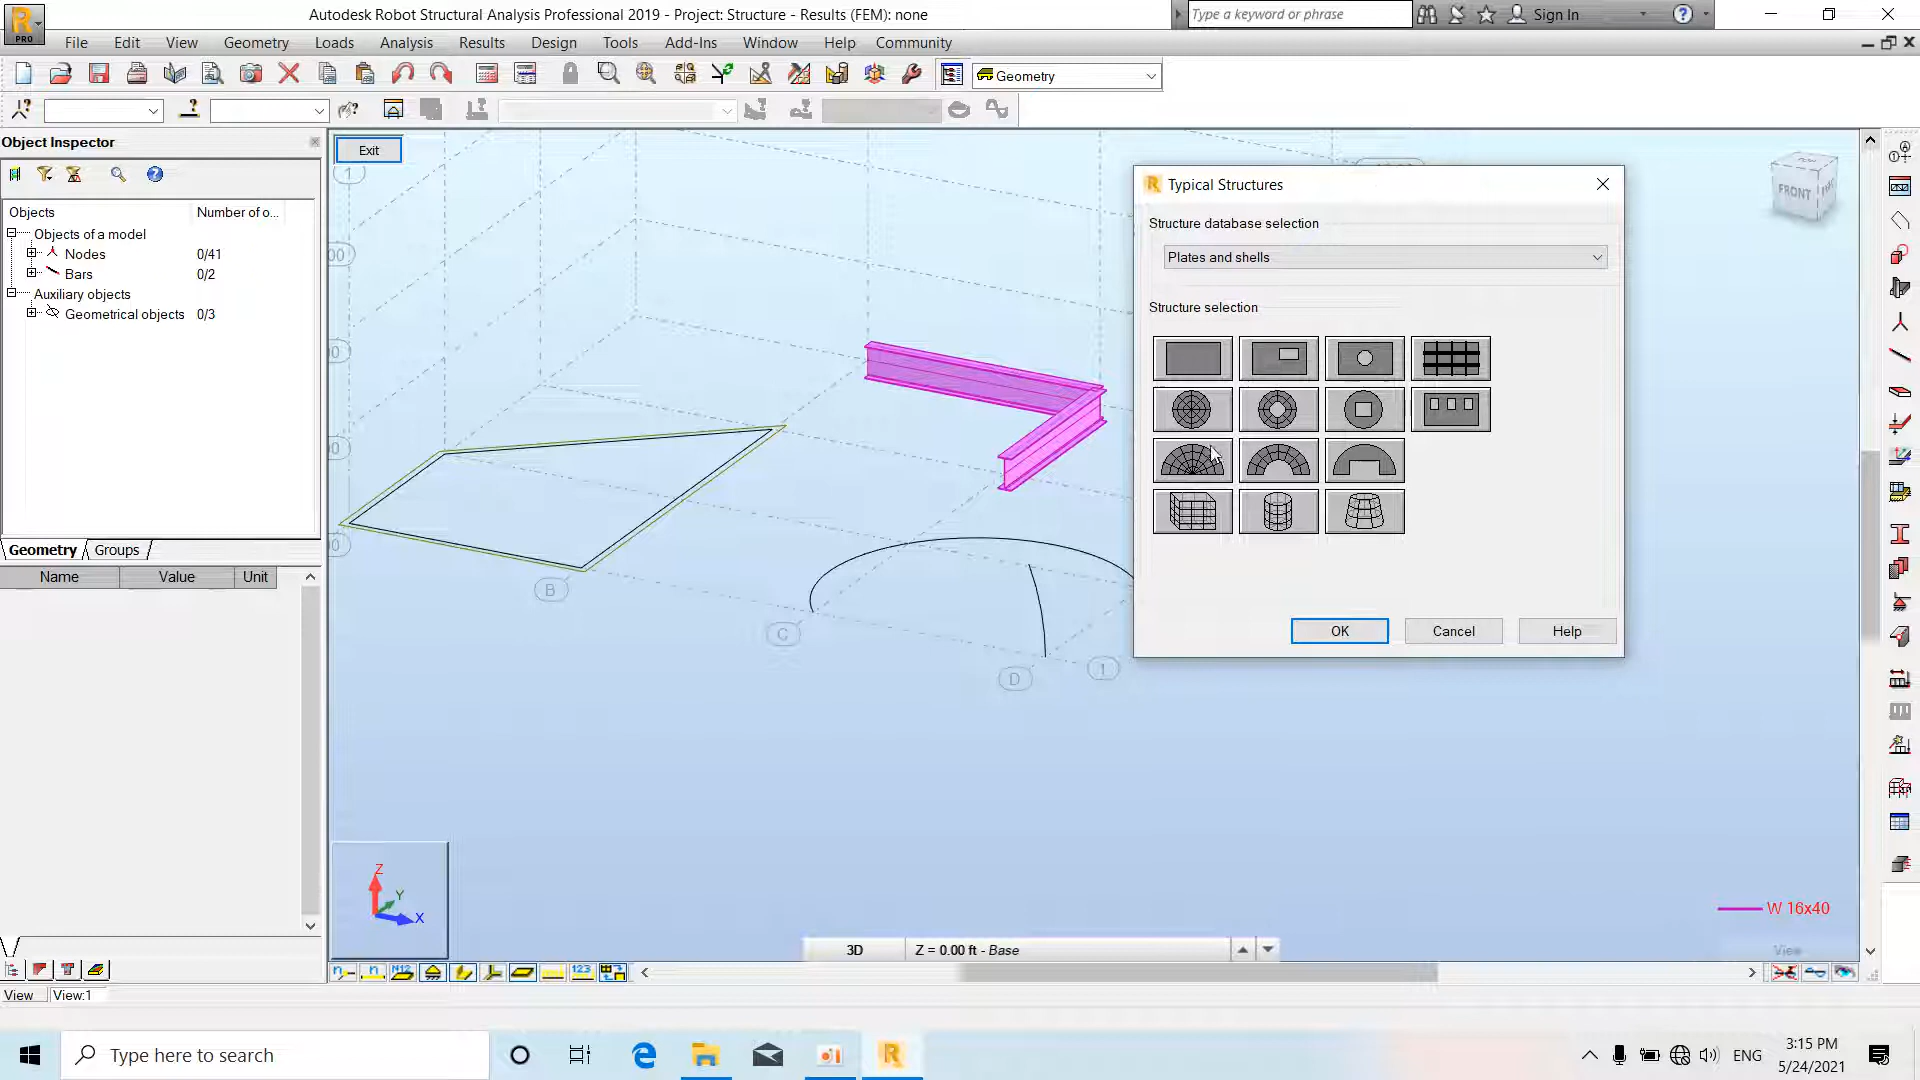 Autodesk Robot Structural Analysis Professional 2019 - Project: Structure - Results (FEM): none
Type a keyword or phrase
Sign In
PRO
File Edit View Geometry Loads Analysis Results Design Tools Add-Ins Window Help Community
Geometry
Object Inspector
Exit
Objects Number of o...
Objects of a model
Nodes 0/41
Bars 0/2
Auxiliary objects
Geometrical objects 0/3
Geometry Groups
Name Value Unit
1
B
C
D
FRONT
Typical Structures
Structure database selection
Plates and shells
Structure selection
OK Cancel Help
Z
Y
X
W 16x40
3D Z = 0.00 ft - Base
View
123
View View:1
Type here to search
R
ENG
3:15 PM
5/24/2021